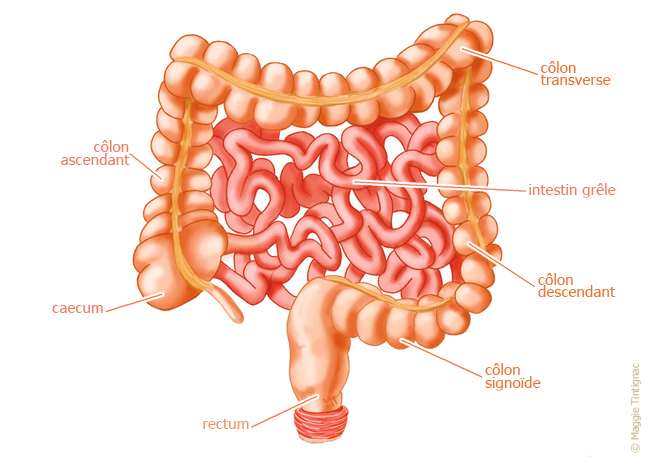 côlon
transverse
côlon
ascendant
intestin grêle
côlon
descendant
caecum
côlon
signoïde
rectum
© Maggie Tintignac